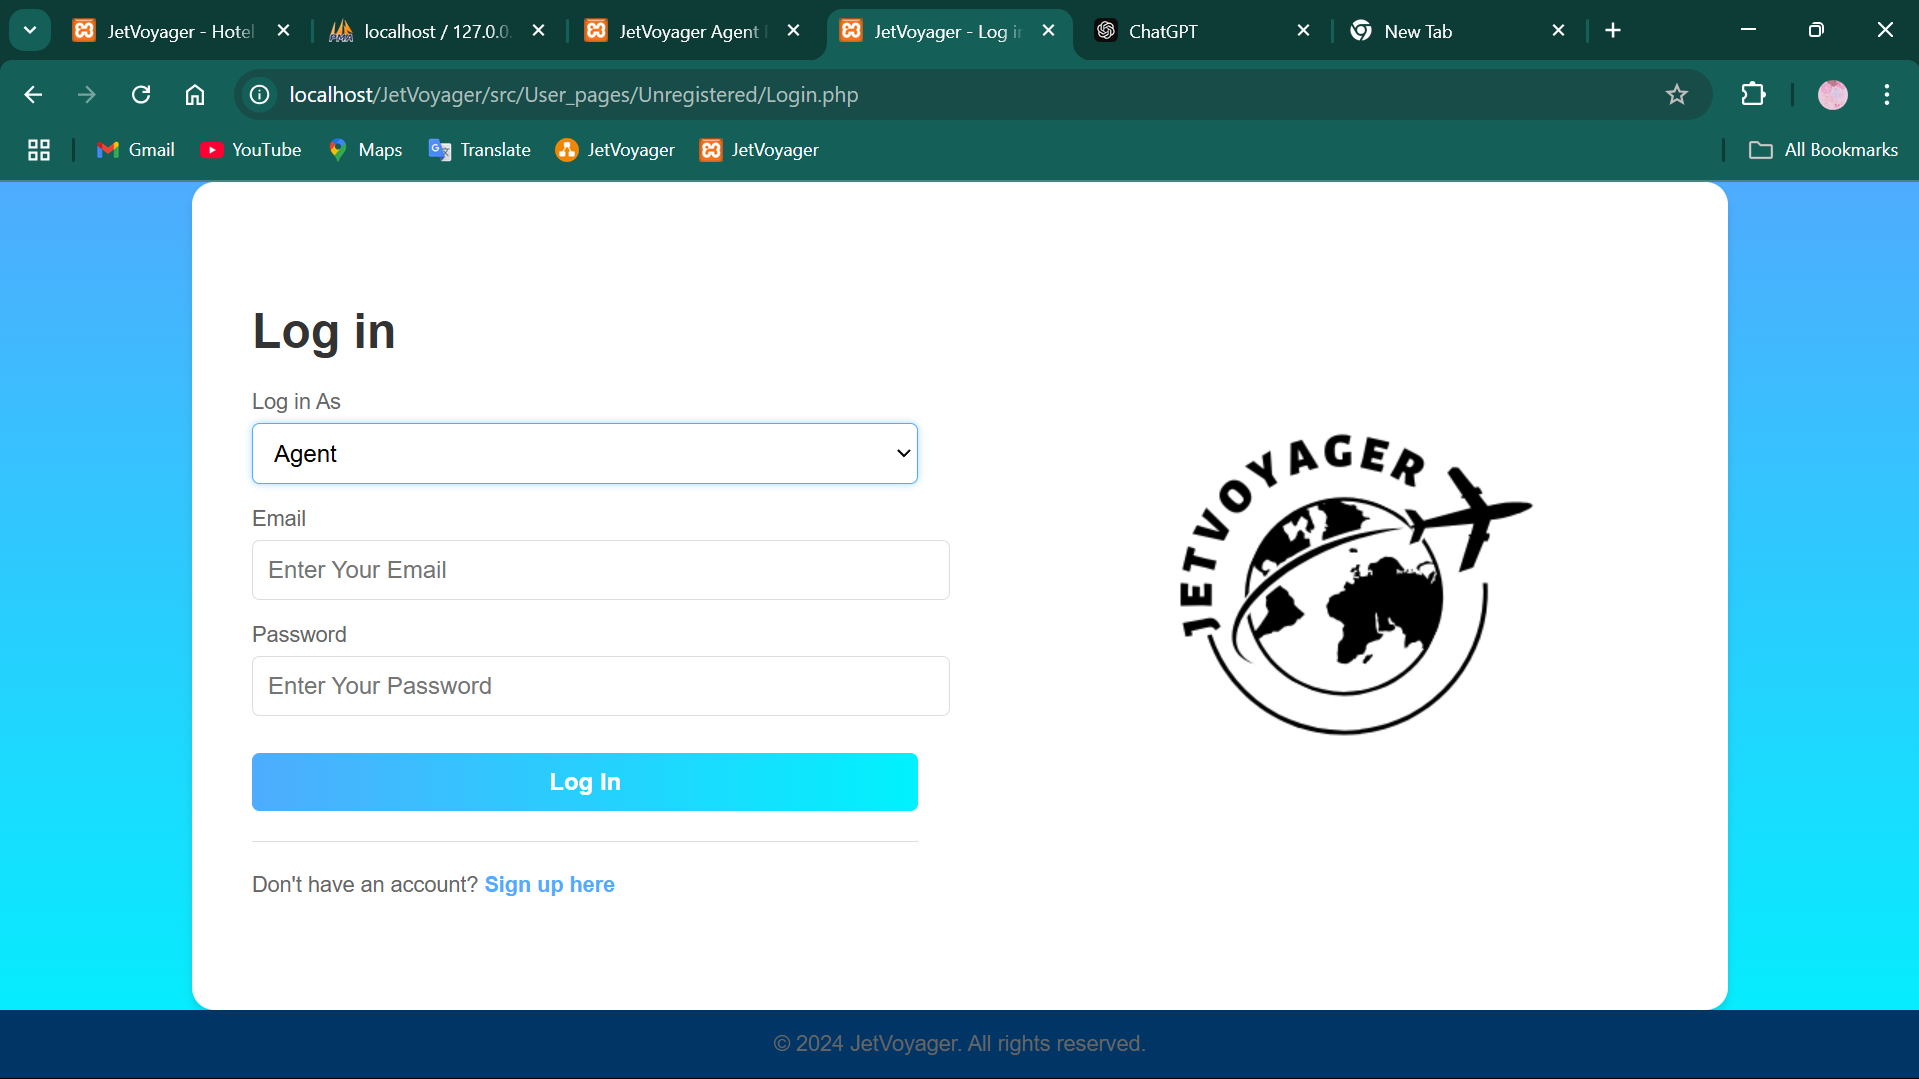 JetVoyager - Hotel
localhost / 127.0.0.
JetVoyager Agent
JetVoyager - Log in
ChatGPT
New Tab
localhost/JetVoyager/src/User_pages/Unregistered/Login.php
Gmail
YouTube
Maps
Translate
JetVoyager
JetVoyager
All Bookmarks
Log in
Log in As
Agent
Email
Enter Your Email
Password
Enter Your Password
Log In
Don't have an account? Sign up here
JETVOYAGER
© 2024 JetVoyager. All rights reserved.